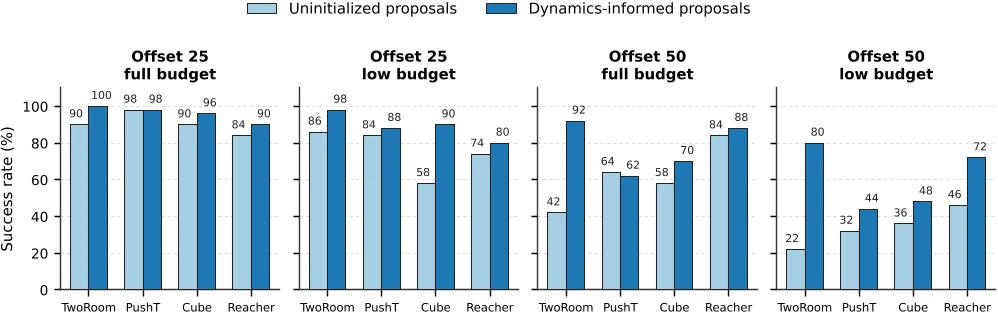 Uninitialized proposals Dynamics-informed proposals
Offset 25
full budget
Offset 25
low budget
Offset 50
full budget
Offset 50
low budget
Success rate (%)
100
80
60
40
20
0
90 100 98 98 90 96 84 90
TwoRoom PushT Cube Reacher
86 98 84 88 58 90 74 80
TwoRoom PushT Cube Reacher
42 92 64 62 58 70 84 88
TwoRoom PushT Cube Reacher
22 80 32 44 36 48 46 72
TwoRoom PushT Cube Reacher